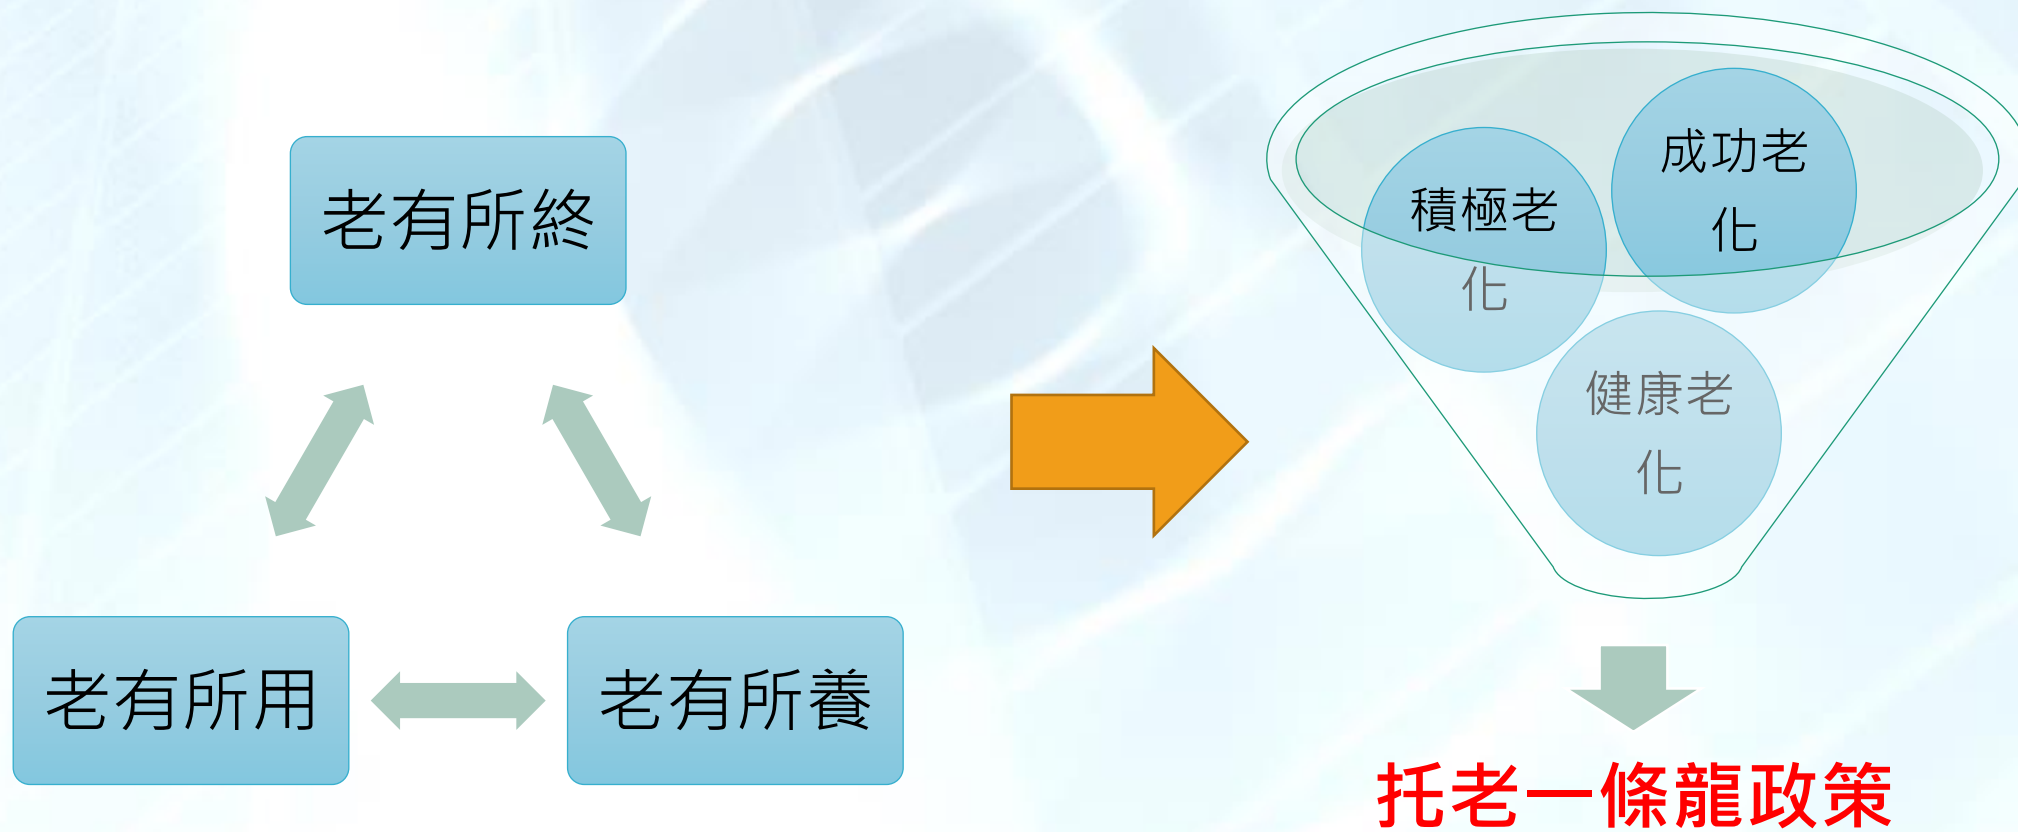 老有所終
老有所用
老有所養
積極老
化
成功老
化
健康老
化
托老一條龍政策